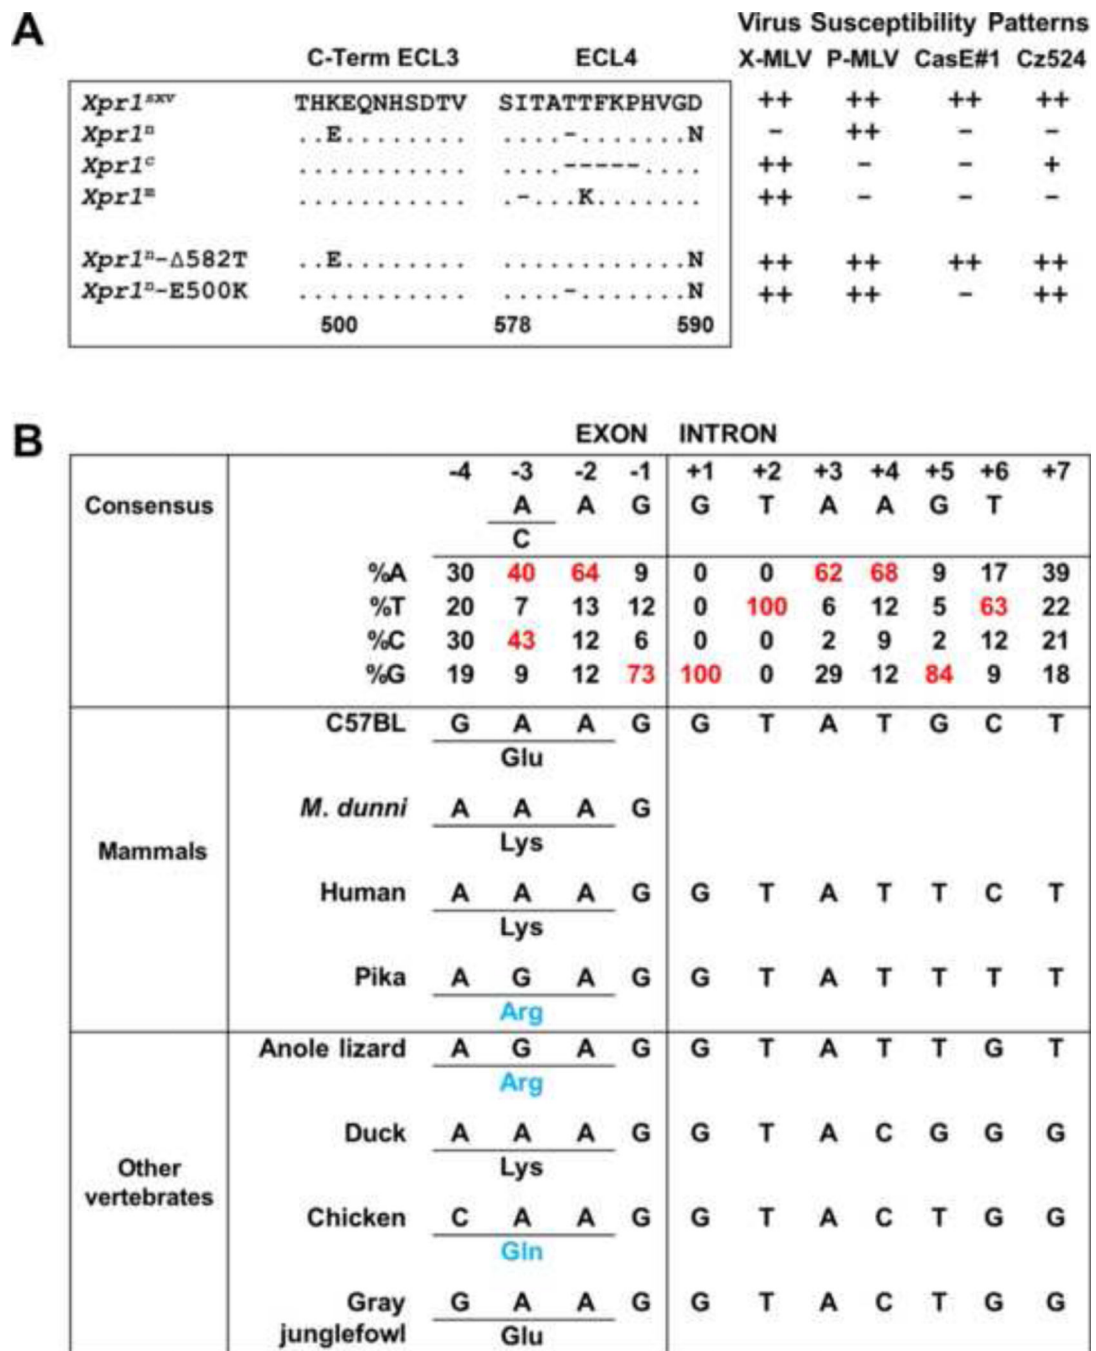 A
Virus Susceptibility Patterns
C-Term ECL3 ECL4 X-MLV P-MLV CasE#1 Cz524
Xpr1ˢˣᵛ THKEQNHSDTV SITATTFKPHVGD ++ ++ ++ ++
Xpr1ⁿ ..E........ ....-.......N - ++ - -
Xpr1ᶜ ........... ....-----.... ++ - - +
Xpr1ᵐ ........... .-...K....... ++ - - -
Xpr1ⁿ-Δ582T ..E........ ............N ++ ++ ++ ++
Xpr1ⁿ-E500K ........... ....-.......N ++ ++ - ++
500 578 590
B
EXON INTRON
-4 -3 -2 -1 +1 +2 +3 +4 +5 +6 +7
Consensus A A G G T A A G T
C
%A 30 40 64 9 0 0 62 68 9 17 39
%T 20 7 13 12 0 100 6 12 5 63 22
%C 30 43 12 6 0 0 2 9 2 12 21
%G 19 9 12 73 100 0 29 12 84 9 18
Mammals
C57BL G A A G G T A T G C T
Glu
M. dunni A A A G
Lys
Human A A A G G T A T T C T
Lys
Pika A G A G G T A T T T T
Arg
Other
vertebrates
Anole lizard A G A G G T A T T G T
Arg
Duck A A A G G T A C G G G
Lys
Chicken C A A G G T A C T G G
Gln
Gray
junglefowl G A A G G T A C T G G
Glu